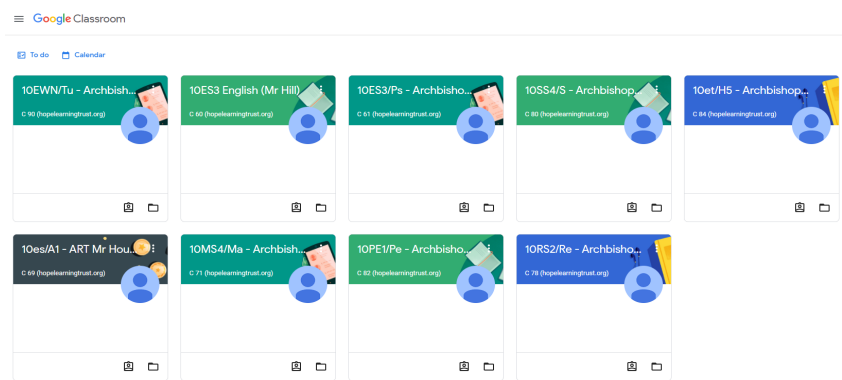 Google Classroom
To do Calendar
10EWN/Tu - Archbish...
C 90 (hopelearningtrust.org)
10ES3 English (Mr Hill)
C 60 (hopelearningtrust.org)
10ES3/Ps - Archbisho...
C 61 (hopelearningtrust.org)
10SS4/S - Archbishop...
C 80 (hopelearningtrust.org)
10et/H5 - Archbishop...
C 84 (hopelearningtrust.org)
10es/A1 - ART Mr Hou...
C 69 (hopelearningtrust.org)
10MS4/Ma - Archbish...
C 71 (hopelearningtrust.org)
10PE1/Pe - Archbisho...
C 82 (hopelearningtrust.org)
10RS2/Re - Archbisho...
C 78 (hopelearningtrust.org)